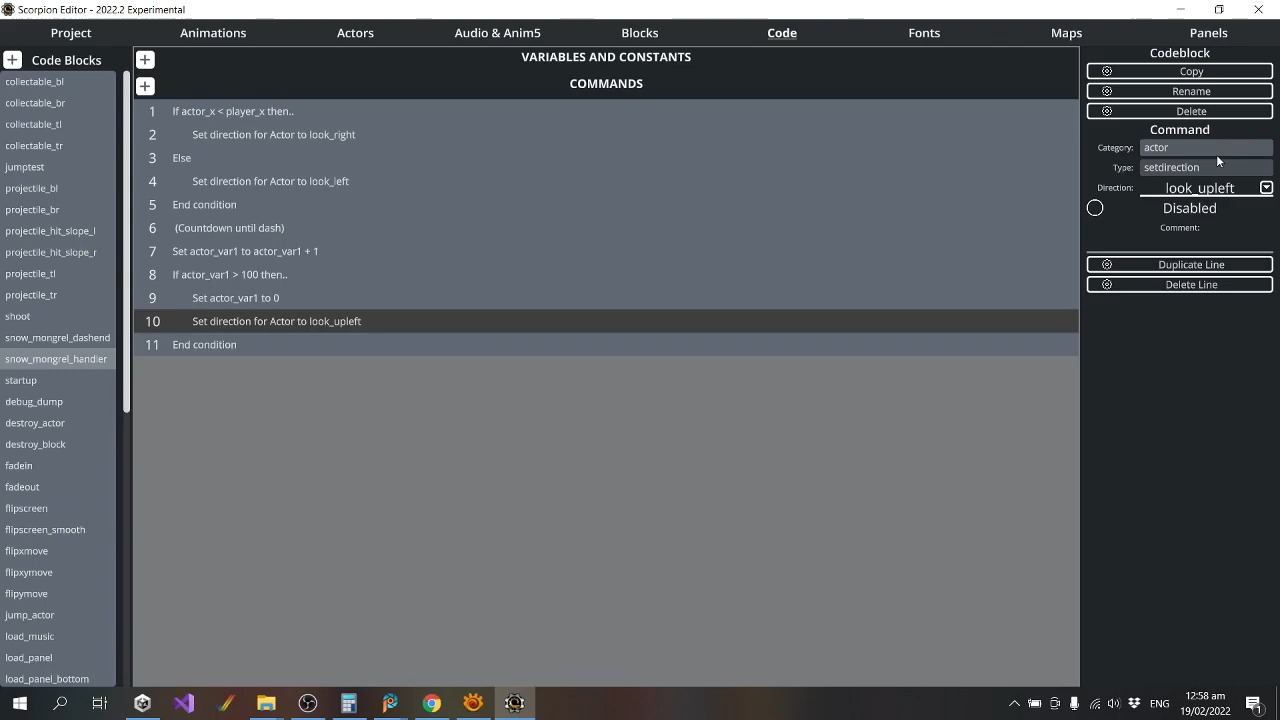 Scorpion Editor - 2022.2 Experimental
Project Animations Actors Audio & Anim5 Blocks Code Fonts Maps Panels
Code Blocks
collectable_bl
collectable_br
collectable_tl
collectable_tr
jumptest
projectile_bl
projectile_br
projectile_hit_slope_l
projectile_hit_slope_r
projectile_tl
projectile_tr
shoot
snow_mongrel_dashend
snow_mongrel_handler
startup
debug_dump
destroy_actor
destroy_block
fadein
fadeout
flipscreen
flipscreen_smooth
flipxmove
flipxymove
flipymove
jump_actor
load_music
load_panel
load_panel_bottom
VARIABLES AND CONSTANTS
COMMANDS
1 If actor_x < player_x then..
2 Set direction for Actor to look_right
3 Else
4 Set direction for Actor to look_left
5 End condition
6 (Countdown until dash)
7 Set actor_var1 to actor_var1 + 1
8 If actor_var1 > 100 then..
9 Set actor_var1 to 0
10 Set direction for Actor to look_upleft
11 End condition
Codeblock
Copy
Rename
Delete
Command
Category: actor
Type: setdirection
Direction: look_upleft
Disabled
Comment:
Duplicate Line
Delete Line
ENG
12:58 am
19/02/2022